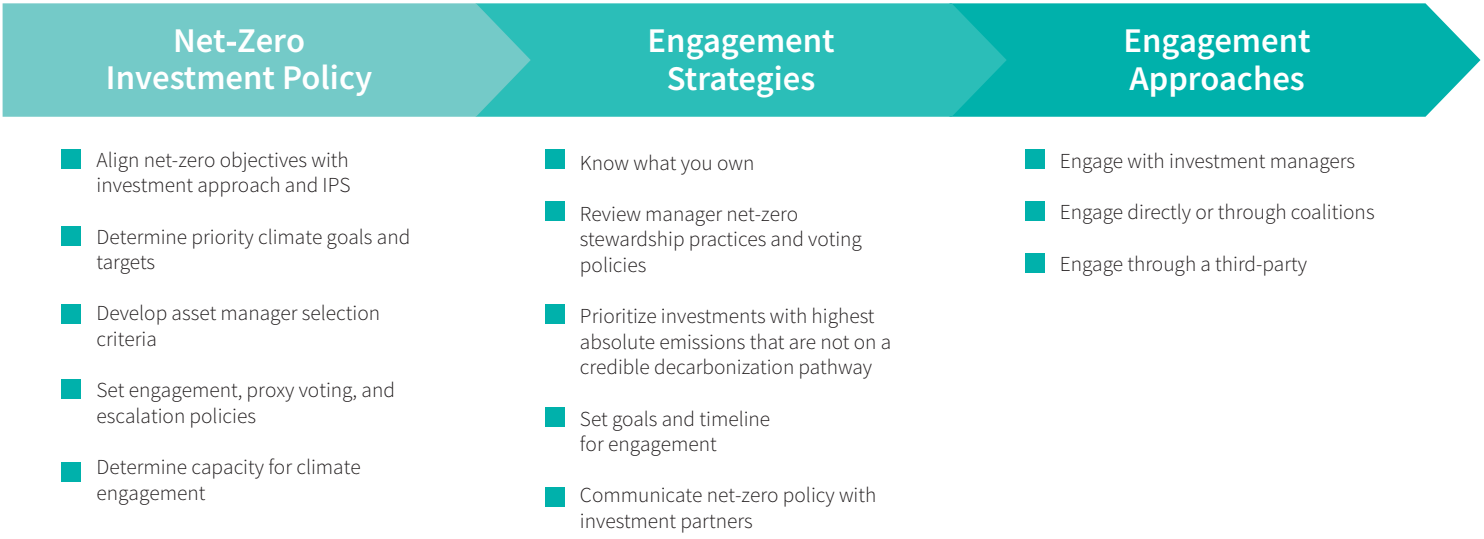 Net-Zero
Investment Policy
Align net-zero objectives with
investment approach and IPS
Determine priority climate goals and
targets
Develop asset manager selection
criteria
Set engagement, proxy voting, and
escalation policies
Determine capacity for climate
engagement
Engagement
Strategies
Know what you own
Review manager net-zero
stewardship practices and voting
policies
Prioritize investments with highest
absolute emissions that are not on a
credible decarbonization pathway
Set goals and timeline
for engagement
Communicate net-zero policy with
investment partners
Engagement
Approaches
Engage with investment managers
Engage directly or through coalitions
Engage through a third-party